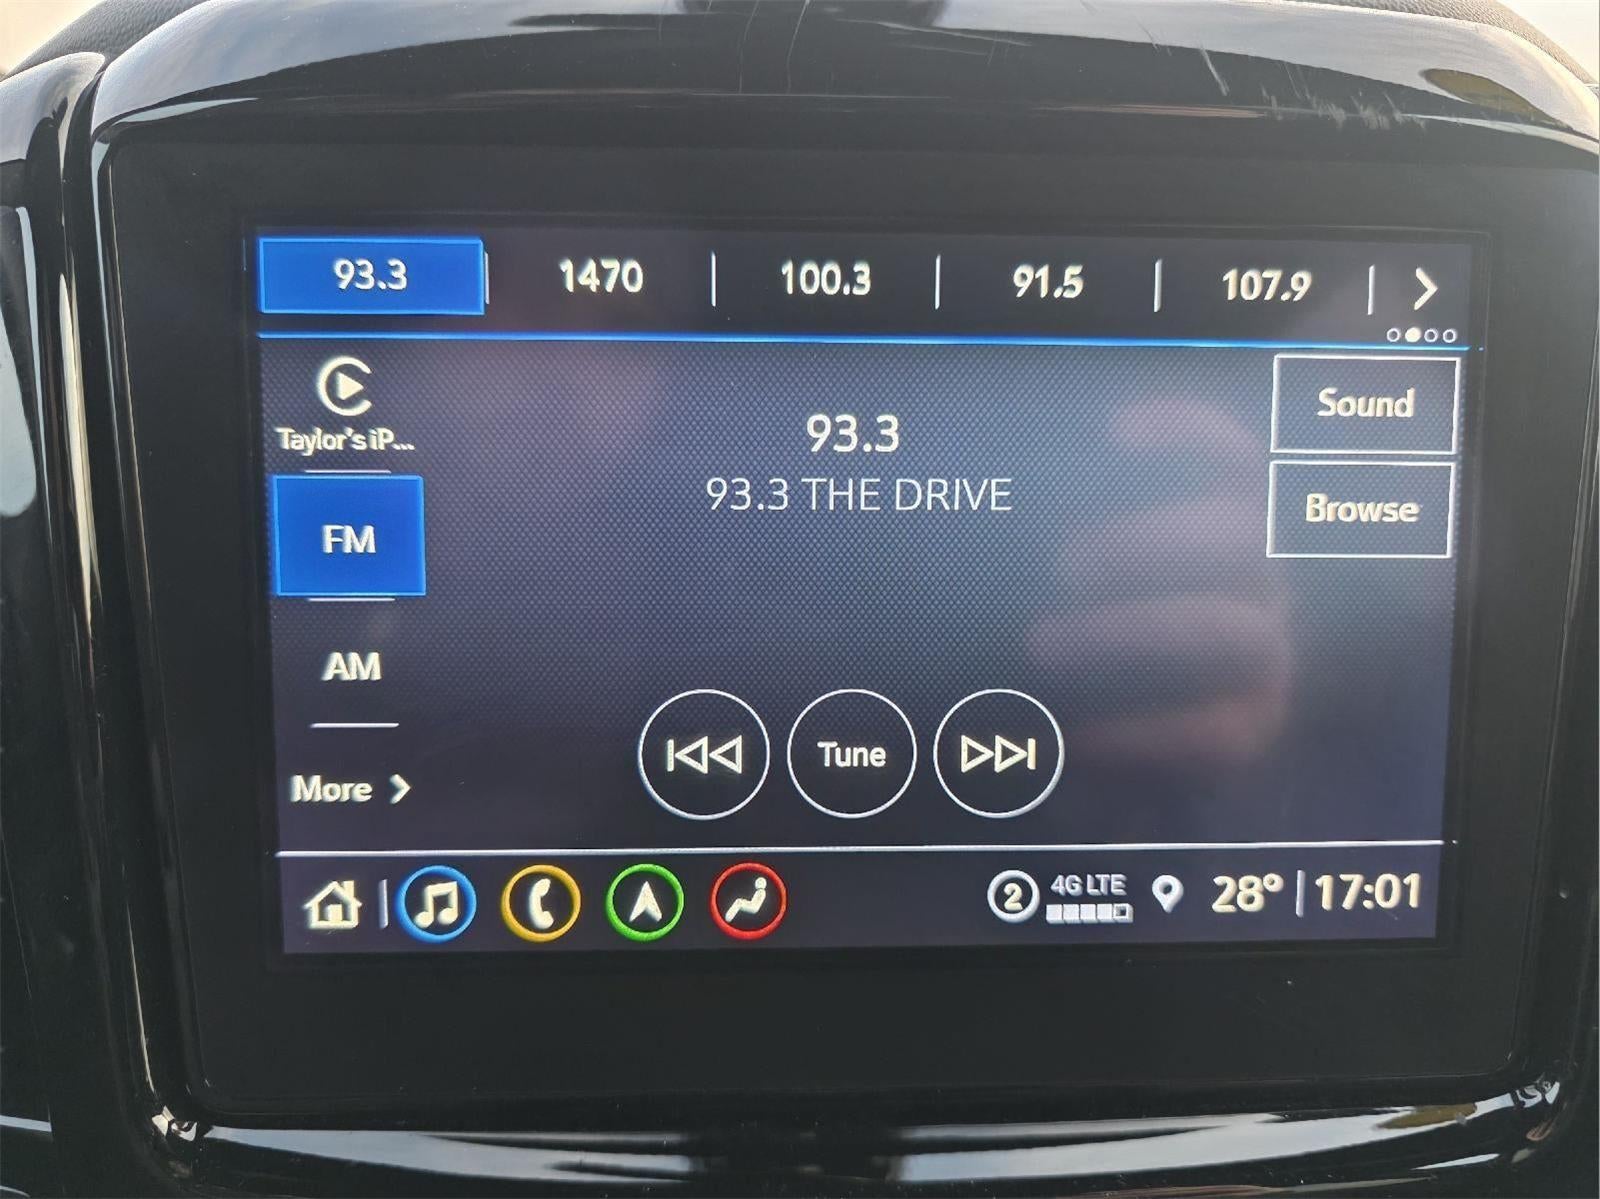 93.3 1470 100.3 91.5 107.9
Taylor's iP...
Sound
93.3
93.3 THE DRIVE
Browse
FM
AM
Tune
More
2 4G LTE 28° 17:01